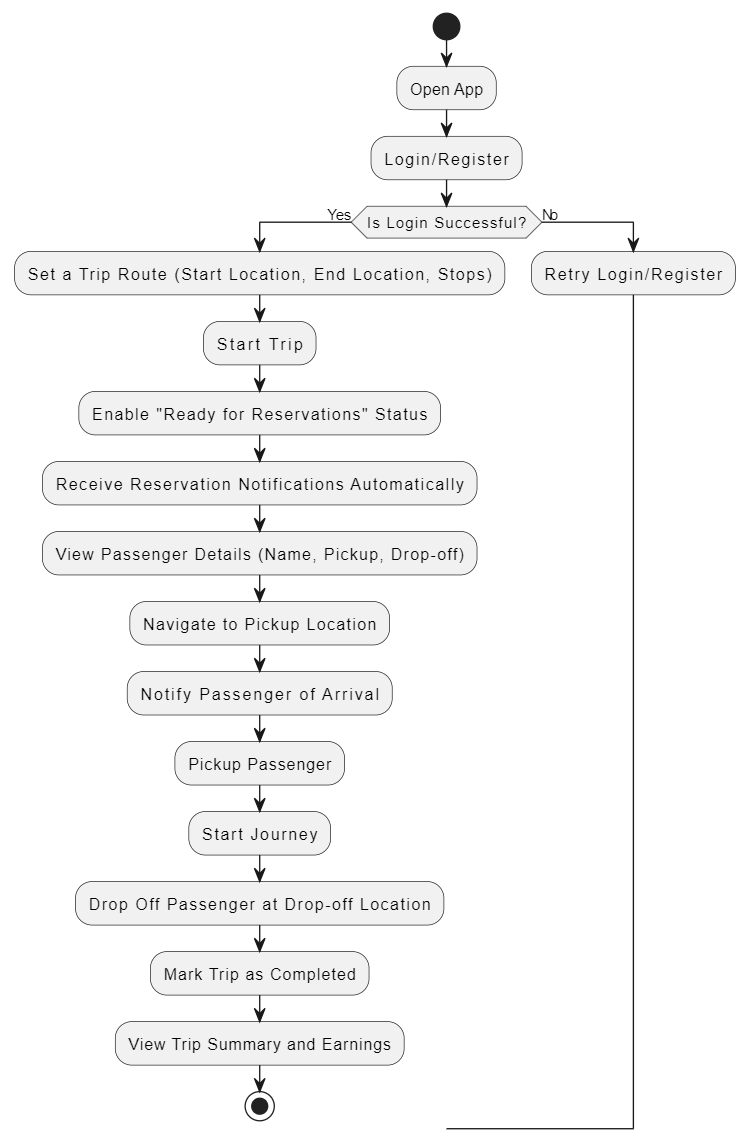 Open App
Login/Register
Yes
Is Login Successful?
No
Set a Trip Route (Start Location, End Location, Stops)
Retry Login/Register
Start Trip
Enable "Ready for Reservations" Status
Receive Reservation Notifications Automatically
View Passenger Details (Name, Pickup, Drop-off)
Navigate to Pickup Location
Notify Passenger of Arrival
Pickup Passenger
Start Journey
Drop Off Passenger at Drop-off Location
Mark Trip as Completed
View Trip Summary and Earnings